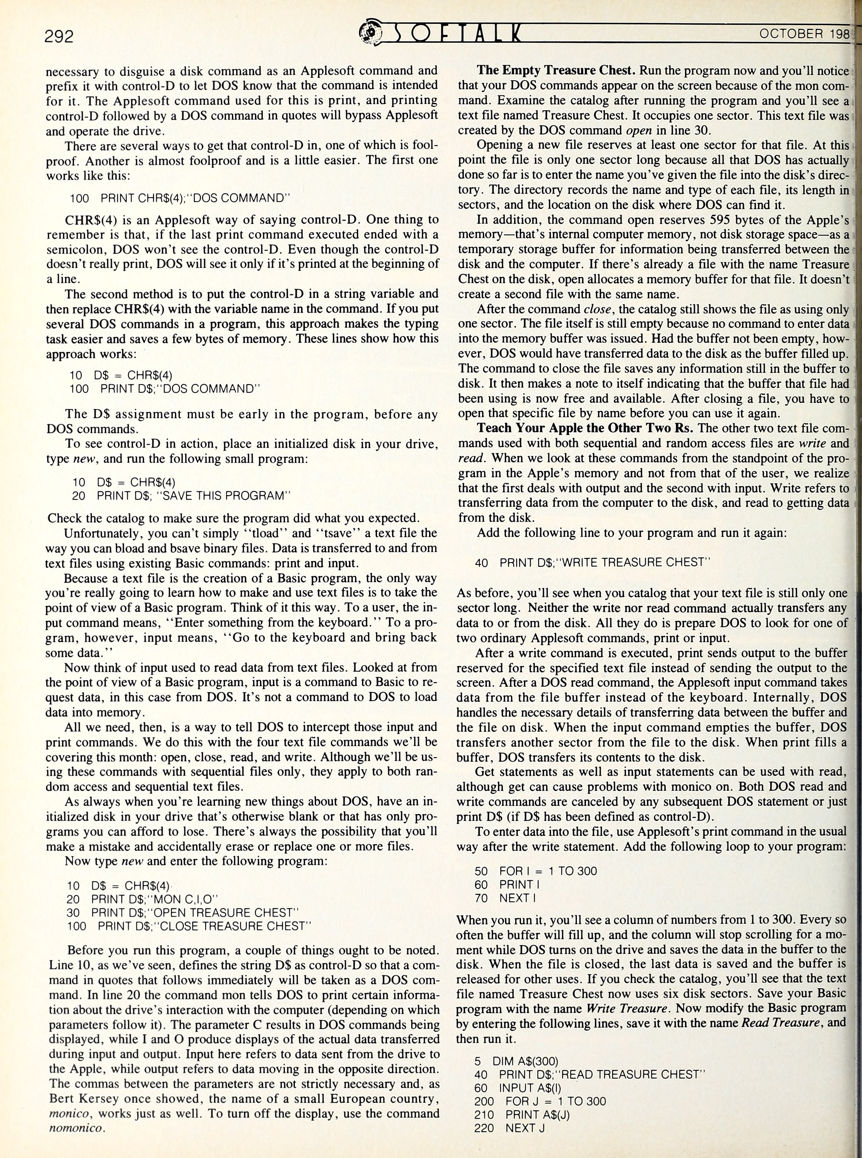 292
SOFTALK
OCTOBER 198
necessary to disguise a disk command as an Applesoft command and
prefix it with control-D to let DOS know that the command is intended
for it. The Applesoft command used for this is print, and printing
control-D followed by a DOS command in quotes will bypass Applesoft
and operate the drive.
There are several ways to get that control-D in, one of which is fool-
proof. Another is almost foolproof and is a little easier. The first one
works like this:
100 PRINT CHR$(4);"DOS COMMAND"
CHR$(4) is an Applesoft way of saying control-D. One thing to
remember is that, if the last print command executed ended with a
semicolon, DOS won't see the control-D. Even though the control-D
doesn't really print, DOS will see it only if it's printed at the beginning of
a line.
The second method is to put the control-D in a string variable and
then replace CHR$(4) with the variable name in the command. If you put
several DOS commands in a program, this approach makes the typing
task easier and saves a few bytes of memory. These lines show how this
approach works:
10 D$ = CHR$(4)
100 PRINT D$;"DOS COMMAND"
The D$ assignment must be early in the program, before any
DOS commands.
To see control-D in action, place an initialized disk in your drive,
type new, and run the following small program:
10 D$ = CHR$(4)
20 PRINT D$; "SAVE THIS PROGRAM"
Check the catalog to make sure the program did what you expected.
Unfortunately, you can't simply "tload" and "tsave" a text file the
way you can bload and bsave binary files. Data is transferred to and from
text files using existing Basic commands: print and input.
Because a text file is the creation of a Basic program, the only way
you're really going to learn how to make and use text files is to take the
point of view of a Basic program. Think of it this way. To a user, the in-
put command means, "Enter something from the keyboard." To a pro-
gram, however, input means, "Go to the keyboard and bring back
some data."
Now think of input used to read data from text files. Looked at from
the point of view of a Basic program, input is a command to Basic to re-
quest data, in this case from DOS. It's not a command to DOS to load
data into memory.
All we need, then, is a way to tell DOS to intercept those input and
print commands. We do this with the four text file commands we'll be
covering this month: open, close, read, and write. Although we'll be us-
ing these commands with sequential files only, they apply to both ran-
dom access and sequential text files.
As always when you're learning new things about DOS, have an in-
itialized disk in your drive that's otherwise blank or that has only pro-
grams you can afford to lose. There's always the possibility that you'll
make a mistake and accidentally erase or replace one or more files.
Now type new and enter the following program:
10 D$ = CHR$(4)
20 PRINT D$;"MON C,I,O"
30 PRINT D$;"OPEN TREASURE CHEST"
100 PRINT D$;"CLOSE TREASURE CHEST"
Before you run this program, a couple of things ought to be noted.
Line 10, as we've seen, defines the string D$ as control-D so that a com-
mand in quotes that follows immediately will be taken as a DOS com-
mand. In line 20 the command mon tells DOS to print certain informa-
tion about the drive's interaction with the computer (depending on which
parameters follow it). The parameter C results in DOS commands being
displayed, while I and O produce displays of the actual data transferred
during input and output. Input here refers to data sent from the drive to
the Apple, while output refers to data moving in the opposite direction.
The commas between the parameters are not strictly necessary and, as
Bert Kersey once showed, the name of a small European country,
monico, works just as well. To turn off the display, use the command
nomonico.
The Empty Treasure Chest. Run the program now and you'll notice
that your DOS commands appear on the screen because of the mon com-
mand. Examine the catalog after running the program and you'll see a
text file named Treasure Chest. It occupies one sector. This text file was
created by the DOS command open in line 30.
Opening a new file reserves at least one sector for that file. At this
point the file is only one sector long because all that DOS has actually
done so far is to enter the name you've given the file into the disk's direc-
tory. The directory records the name and type of each file, its length in
sectors, and the location on the disk where DOS can find it.
In addition, the command open reserves 595 bytes of the Apple's
memory—that's internal computer memory, not disk storage space—as a
temporary storage buffer for information being transferred between the
disk and the computer. If there's already a file with the name Treasure
Chest on the disk, open allocates a memory buffer for that file. It doesn't
create a second file with the same name.
After the command close, the catalog still shows the file as using only
one sector. The file itself is still empty because no command to enter data
into the memory buffer was issued. Had the buffer not been empty, how-
ever, DOS would have transferred data to the disk as the buffer filled up.
The command to close the file saves any information still in the buffer to
disk. It then makes a note to itself indicating that the buffer that file had
been using is now free and available. After closing a file, you have to
open that specific file by name before you can use it again.
Teach Your Apple the Other Two Rs. The other two text file com-
mands used with both sequential and random access files are write and
read. When we look at these commands from the standpoint of the pro-
gram in the Apple's memory and not from that of the user, we realize
that the first deals with output and the second with input. Write refers to
transferring data from the computer to the disk, and read to getting data
from the disk.
Add the following line to your program and run it again:
40 PRINT D$;"WRITE TREASURE CHEST"
As before, you'll see when you catalog that your text file is still only one
sector long. Neither the write nor read command actually transfers any
data to or from the disk. All they do is prepare DOS to look for one of
two ordinary Applesoft commands, print or input.
After a write command is executed, print sends output to the buffer
reserved for the specified text file instead of sending the output to the
screen. After a DOS read command, the Applesoft input command takes
data from the file buffer instead of the keyboard. Internally, DOS
handles the necessary details of transferring data between the buffer and
the file on disk. When the input command empties the buffer, DOS
transfers another sector from the file to the disk. When print fills a
buffer, DOS transfers its contents to the disk.
Get statements as well as input statements can be used with read,
although get can cause problems with monico on. Both DOS read and
write commands are canceled by any subsequent DOS statement or just
print D$ (if D$ has been defined as control-D).
To enter data into the file, use Applesoft's print command in the usual
way after the write statement. Add the following loop to your program:
50 FOR I = 1 TO 300
60 PRINT I
70 NEXT I
When you run it, you'll see a column of numbers from 1 to 300. Every so
often the buffer will fill up, and the column will stop scrolling for a mo-
ment while DOS turns on the drive and saves the data in the buffer to the
disk. When the file is closed, the last data is saved and the buffer is
released for other uses. If you check the catalog, you'll see that the text
file named Treasure Chest now uses six disk sectors. Save your Basic
program with the name Write Treasure. Now modify the Basic program
by entering the following lines, save it with the name Read Treasure, and
then run it.
5 DIM A$(300)
40 PRINT D$;"READ TREASURE CHEST"
60 INPUT A$(I)
200 FOR J = 1 TO 300
210 PRINT A$(J)
220 NEXT J